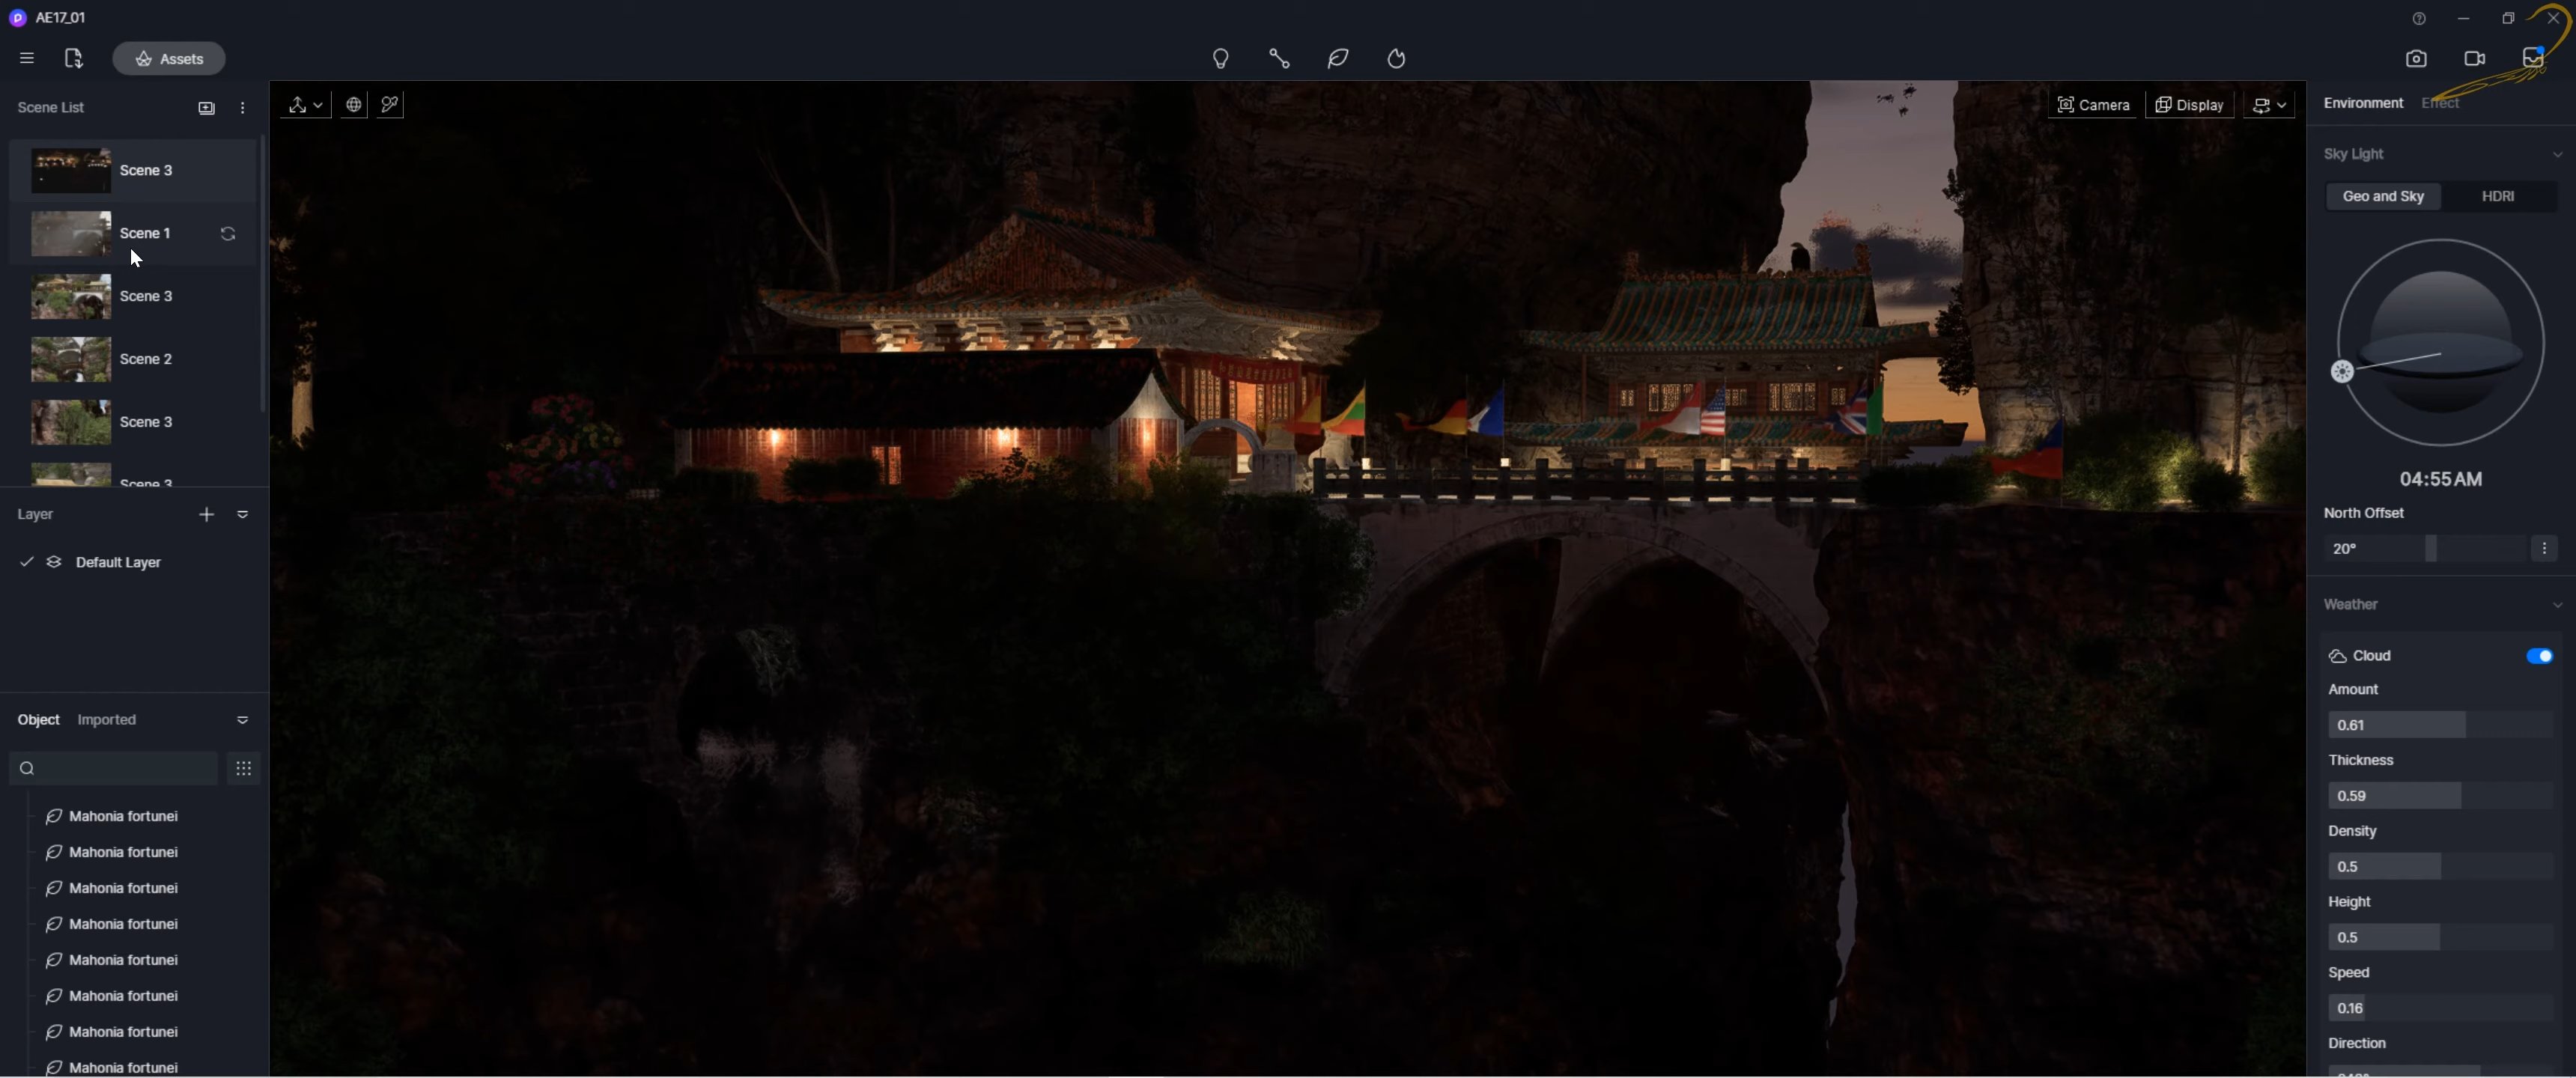 AE17_01
Assets
Scene List
Camera
Display
Environment
Effect
Scene 3
Scene 1
Scene 3
Scene 2
Scene 3
Scene 3
Sky Light
Geo and Sky
HDRI
04:55AM
North Offset
20°
Layer
Default Layer
Weather
Cloud
Amount
0.61
Thickness
0.59
Density
0.5
Height
0.5
Speed
0.16
Direction
Object
Imported
Mahonia fortunei
Mahonia fortunei
Mahonia fortunei
Mahonia fortunei
Mahonia fortunei
Mahonia fortunei
Mahonia fortunei
Mahonia fortunei